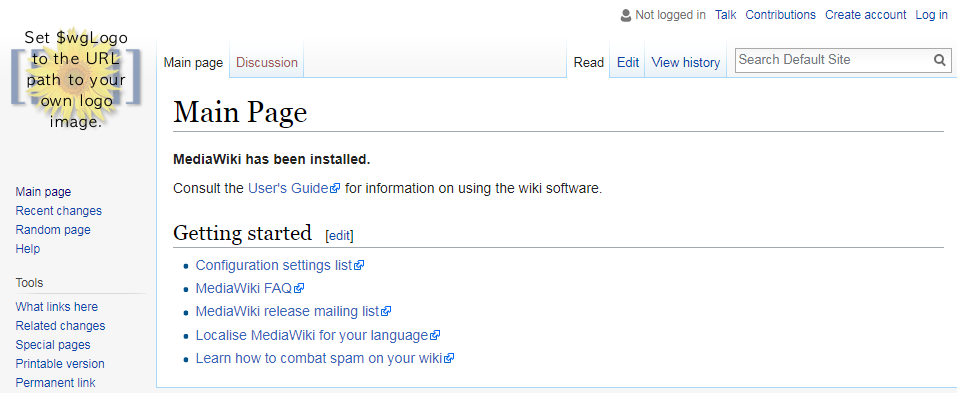 Not logged in Talk Contributions Create account Log in
Set $wgLogo
to the URL
path to your
own logo
image.
Main page Discussion Read Edit View history Search Default Site
Main Page
MediaWiki has been installed.
Consult the User's Guide for information on using the wiki software.
Getting started [edit]
Configuration settings list
MediaWiki FAQ
MediaWiki release mailing list
Localise MediaWiki for your language
Learn how to combat spam on your wiki
Main page
Recent changes
Random page
Help
Tools
What links here
Related changes
Special pages
Printable version
Permanent link